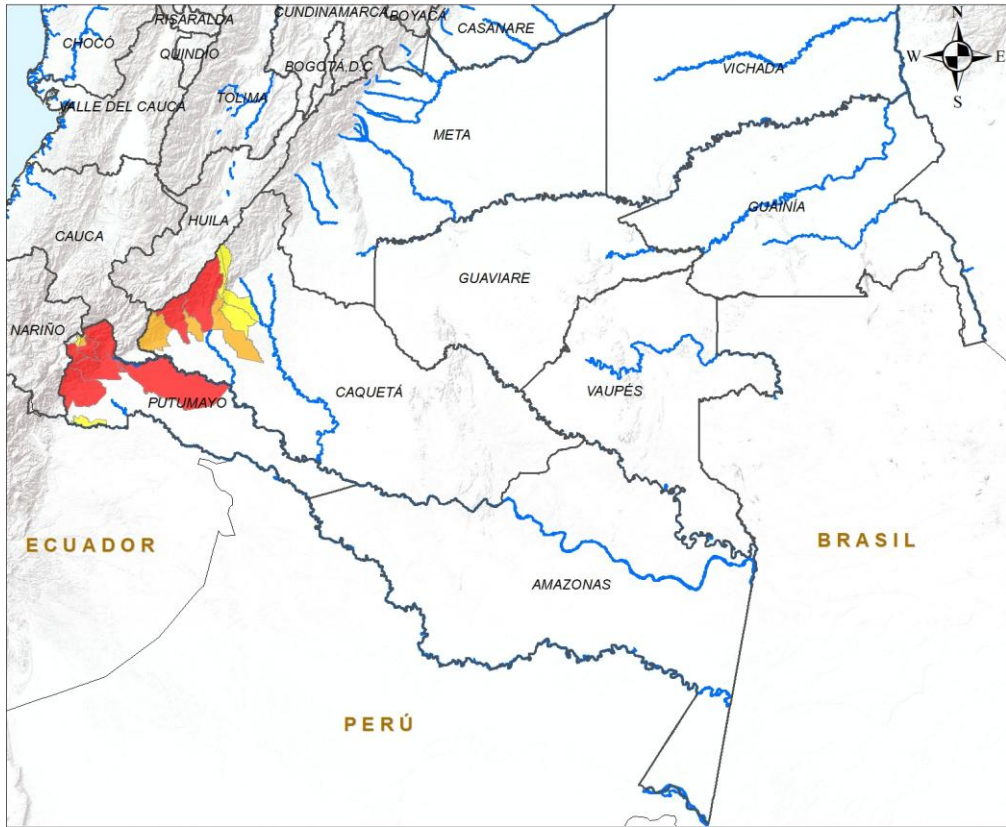 CUNDINAMARCA
BOYACÁ
RISARALDA
CASANARE
N
CHOCÓ
QUINDÍO
BOGOTÁ D.C
W
E
VICHADA
S
TOLIMA
VALLE DEL CAUCA
META
GUAINÍA
HUILA
CAUCA
GUAVIARE
NARIÑO
CAQUETÁ
VAUPÉS
PUTUMAYO
ECUADOR
BRASIL
AMAZONAS
PERÚ